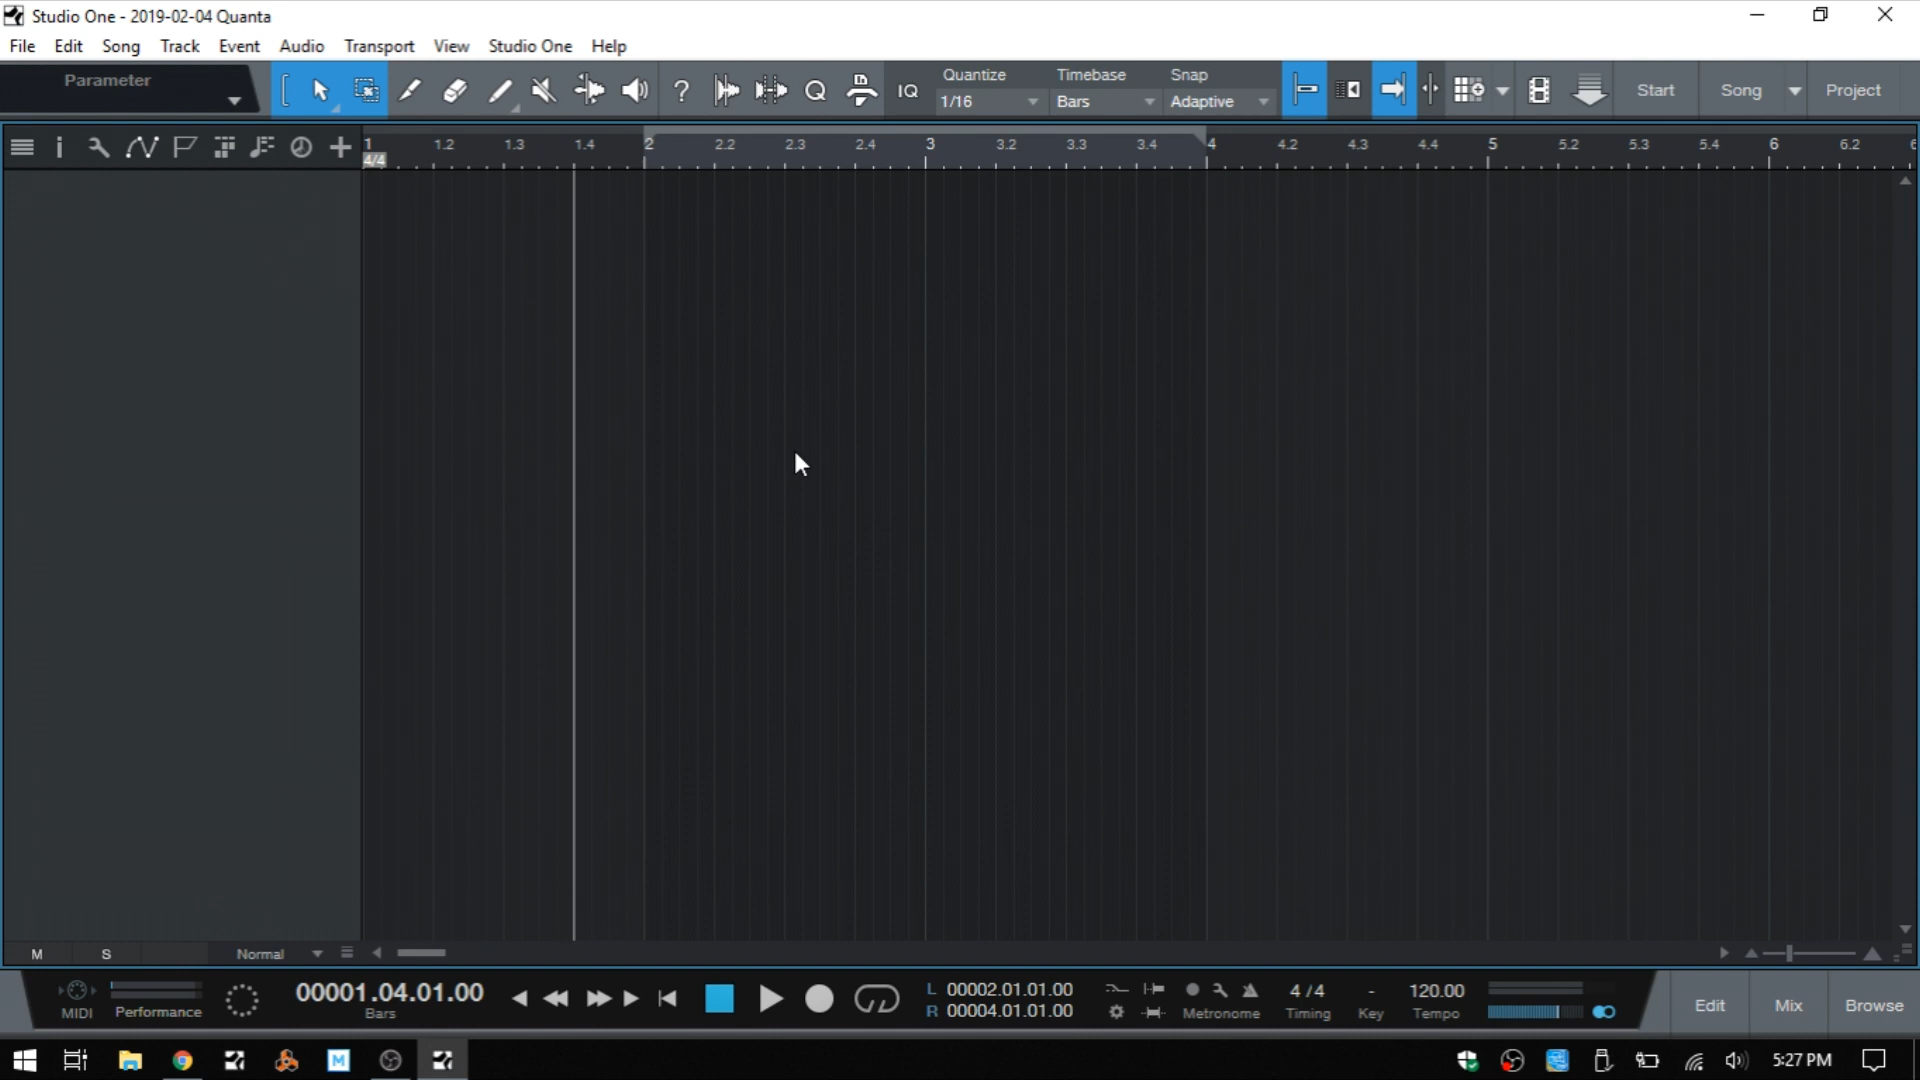 Studio One - 2019-02-04 Quanta
File Edit Song Track Event Audio Transport View Studio One Help
Parameter
? Q IQ
Quantize Timebase Snap
1/16 Bars Adaptive
Start Song Project
1 1.2 1.3 1.4 2 2.2 2.3 2.4 3 3.2 3.3 3.4 4 4.2 4.3 4.4 5 5.2 5.3 5.4 6 6.2
4/4
M S Normal
MIDI Performance
00001.04.01.00
Bars
L 00002.01.01.00
R 00004.01.01.00
Metronome
4 / 4
Timing
-
Key
120.00
Tempo
Edit Mix Browse
M
5:27 PM